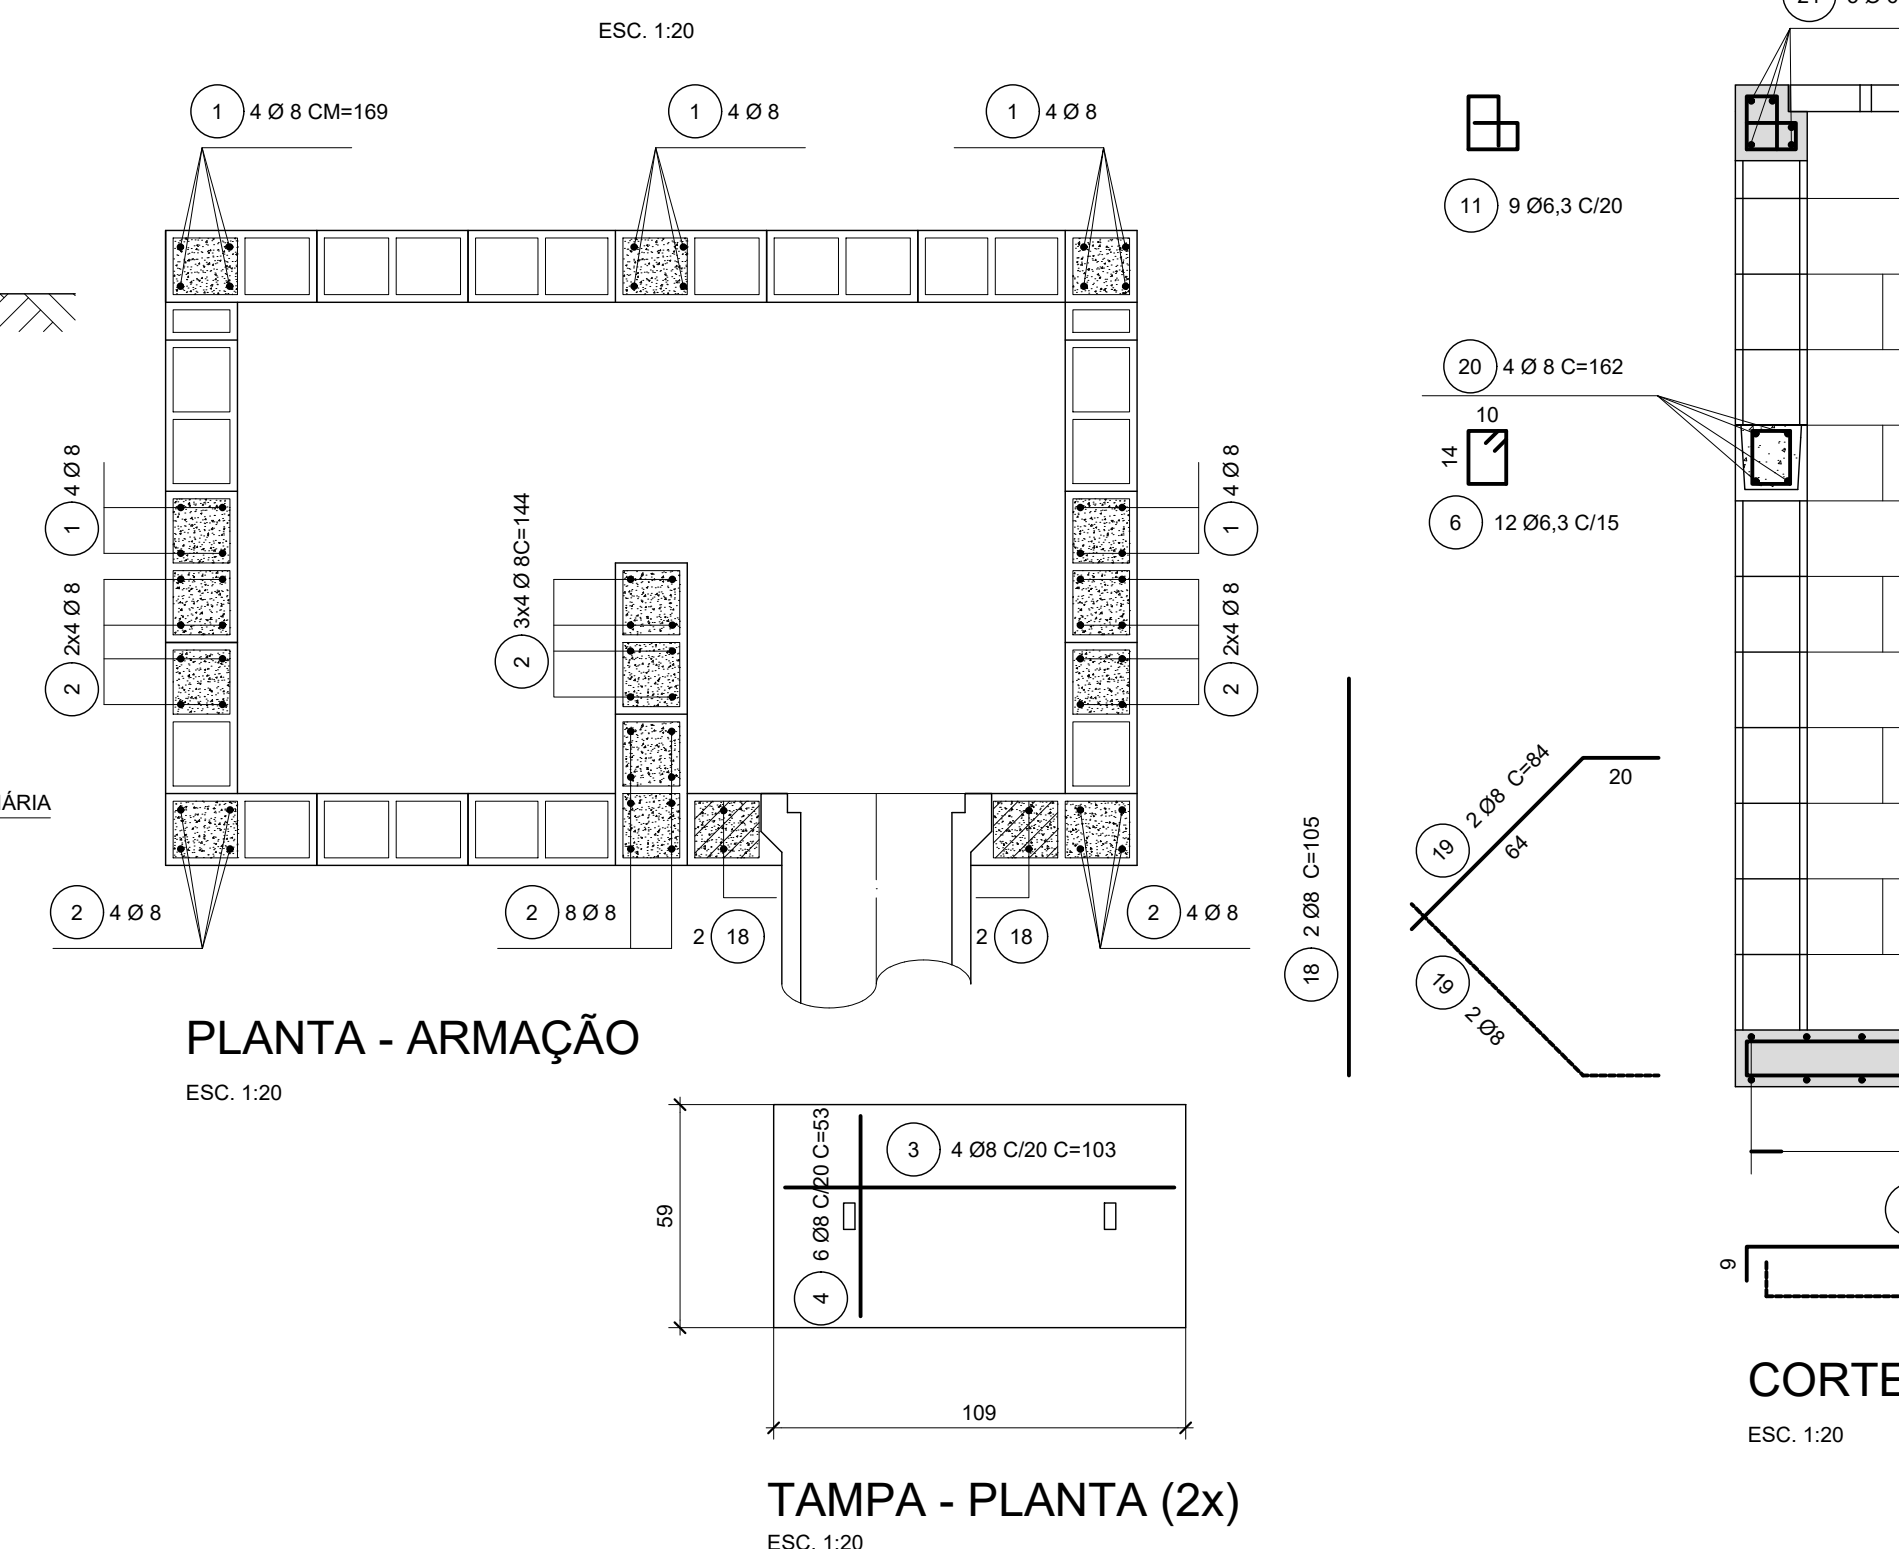 ESC. 1:20
1 4 Ø 8 CM=169
1 4 Ø 8
1 4 Ø 8
11 9 Ø6,3 C/20
20 4 Ø 8 C=162
10
14
6 12 Ø6,3 C/15
1 4 Ø 8
2 2x4 Ø 8
2 3x4 Ø 8C=144
1 4 Ø 8
2 2x4 Ø 8
ÁRIA
2 4 Ø 8
2 8 Ø 8
2 18
2 18
2 4 Ø 8
18 2 Ø8 C=105
19 2 Ø8 C=84
64
20
19 2 Ø8
PLANTA - ARMAÇÃO
ESC. 1:20
3 4 Ø8 C/20 C=103
4 6 Ø8 C/20 C=53
59
109
TAMPA - PLANTA (2x)
ESC. 1:20
9
CORTE
ESC. 1:20